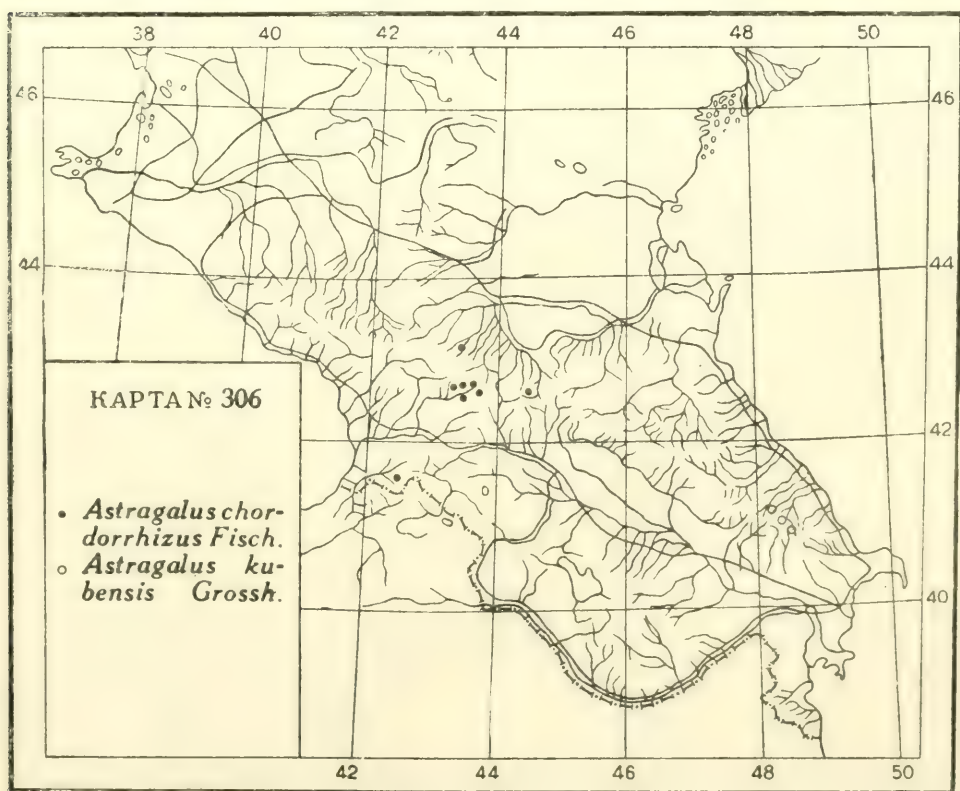 38 40 42 44 46 48 50
46 46
44 44
КАРТА № 306
42
• Astragalus chor-
dorrhizus Fisch.
○ Astragalus ku-
bensis Grossh.
40
42 44 46 48 50